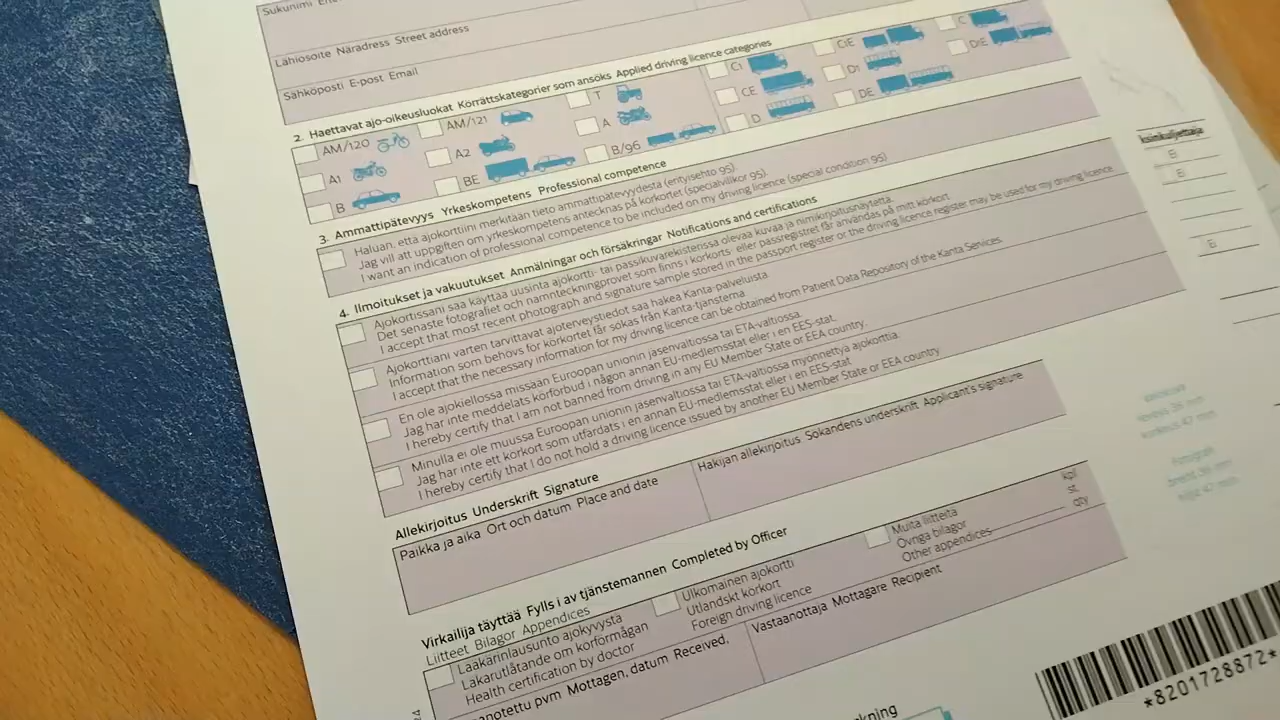 Sukunimi
Lähiosoite Näradress Street address
Sähköposti E-post Email
2. Haettavat ajo-oikeusluokat Körrättskategorier som ansöks Applied driving licence categories
AM/120
AM/121
T
C1
C1E
C
A1
A2
A
CE
D1
D1E
B
BE
B/96
D
DE
3. Ammattipätevyys Yrkeskompetens Professional competence
Haluan, että ajokorttiini merkitään tieto ammattipätevyydestä (erityisehto 95)
Jag vill att uppgiften om yrkeskompetens antecknas på körkortet (specialvillkor 95).
I want an indication of professional competence to be included on my driving licence (special condition 95)
4. Ilmoitukset ja vakuutukset Anmälningar och försäkringar Notifications and certifications
Ajokortissani saa käyttää uusinta ajokortti- tai passikuvarekisterissä olevaa kuvaa ja nimikirjoitusnäytettä.
Det senaste fotografiet och namnteckningsprovet som finns i körkorts- eller passregistret får användas på mitt körkort
I accept that most recent photograph and signature sample stored in the passport register or the driving licence register may be used for my driving licence
Ajokorttiani varten tarvittavat ajoterveystiedot saa hakea Kanta-palveluista.
Information som behövs för körkortet får sökas från Kanta-tjänsterna
I accept that the necessary information for my driving licence can be obtained from Patient Data Repository of the Kanta Services.
En ole ajokiellossa missään Euroopan unionin jäsenvaltiossa tai ETA-valtiossa.
Jag har inte meddelats körförbud i någon annan EU-medlemsstat eller i en EES-stat.
I hereby certify that I am not banned from driving in any EU Member State or EEA country.
Minulla ei ole muussa Euroopan unionin jäsenvaltiossa tai ETA-valtiossa myönnettyä ajokorttia.
Jag har inte ett körkort som utfärdats i en annan EU-medlemsstat eller i en EES-stat
I hereby certify that I do not hold a driving licence issued by another EU Member State or EEA country
Allekirjoitus Underskrift Signature
Paikka ja aika Ort och datum Place and date
Hakijan allekirjoitus Sökandens underskrift Applicant's signature
Virkailija täyttää Fylls i av tjänstemannen Completed by Officer
Liitteet Bilagor Appendices
Lääkärinlausunto ajokyvystä
Läkarutlåtande om körförmågan
Health certification by doctor
Ulkomainen ajokortti
Utländskt körkort
Foreign driving licence
Muita liitteitä
Övriga bilagor
Other appendices
kpl
st
qty
anotettu pvm Mottagen, datum Received,
Vastaanottaja Mottagare Recipient
kning
*8201728872*
Ei
Ei
Ei